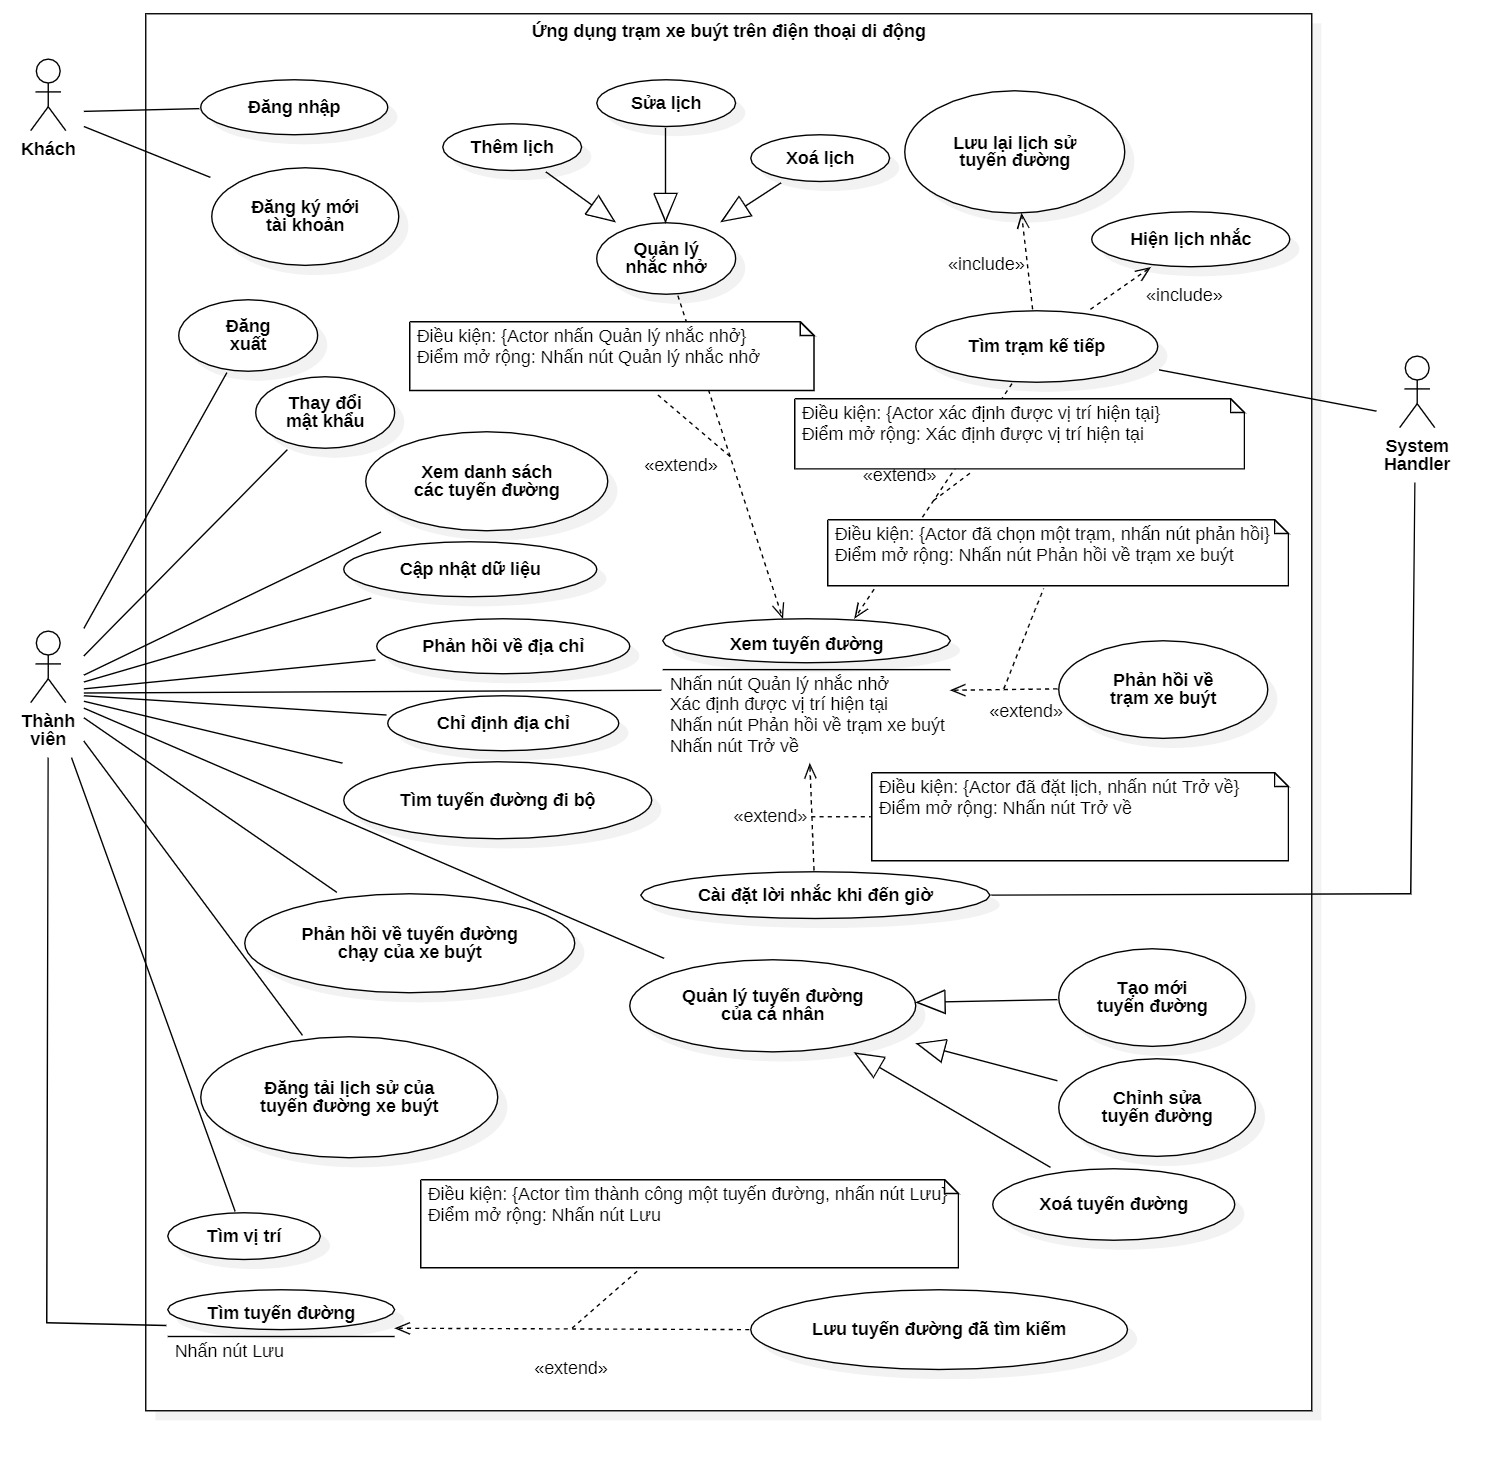 Ứng dụng trạm xe buýt trên điện thoại di động
Khách
Đăng nhập
Đăng ký mới
tài khoản
Thêm lịch
Sửa lịch
Xoá lịch
Quản lý
nhắc nhở
Lưu lại lịch sử
tuyến đường
Hiện lịch nhắc
«include»
«include»
Tìm trạm kế tiếp
Đăng
xuất
Thay đổi
mật khẩu
Điều kiện: {Actor nhấn Quản lý nhắc nhở}
Điểm mở rộng: Nhấn nút Quản lý nhắc nhở
Điều kiện: {Actor xác định được vị trí hiện tại}
Điểm mở rộng: Xác định được vị trí hiện tại
System
Handler
Xem danh sách
các tuyến đường
«extend»
«extend»
Điều kiện: {Actor đã chọn một trạm, nhấn nút phản hồi}
Điểm mở rộng: Nhấn nút Phản hồi về trạm xe buýt
Cập nhật dữ liệu
Phản hồi về địa chỉ
Xem tuyến đường
Nhấn nút Quản lý nhắc nhở
Xác định được vị trí hiện tại
Nhấn nút Phản hồi về trạm xe buýt
Nhấn nút Trở về
Phản hồi về
trạm xe buýt
«extend»
Thành
viên
Chỉ định địa chỉ
Tìm tuyến đường đi bộ
«extend»
Điều kiện: {Actor đã đặt lịch, nhấn nút Trở về}
Điểm mở rộng: Nhấn nút Trở về
Cài đặt lời nhắc khi đến giờ
Phản hồi về tuyến đường
chạy của xe buýt
Quản lý tuyến đường
của cá nhân
Tạo mới
tuyến đường
Chỉnh sửa
tuyến đường
Xoá tuyến đường
Đăng tải lịch sử của
tuyến đường xe buýt
Điều kiện: {Actor tìm thành công một tuyến đường, nhấn nút Lưu}
Điểm mở rộng: Nhấn nút Lưu
Tìm vị trí
Tìm tuyến đường
Nhấn nút Lưu
Lưu tuyến đường đã tìm kiếm
«extend»